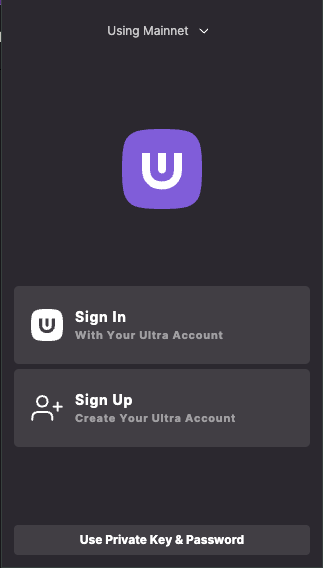 Using Mainnet
Sign In
With Your Ultra Account
Sign Up
Create Your Ultra Account
Use Private Key & Password